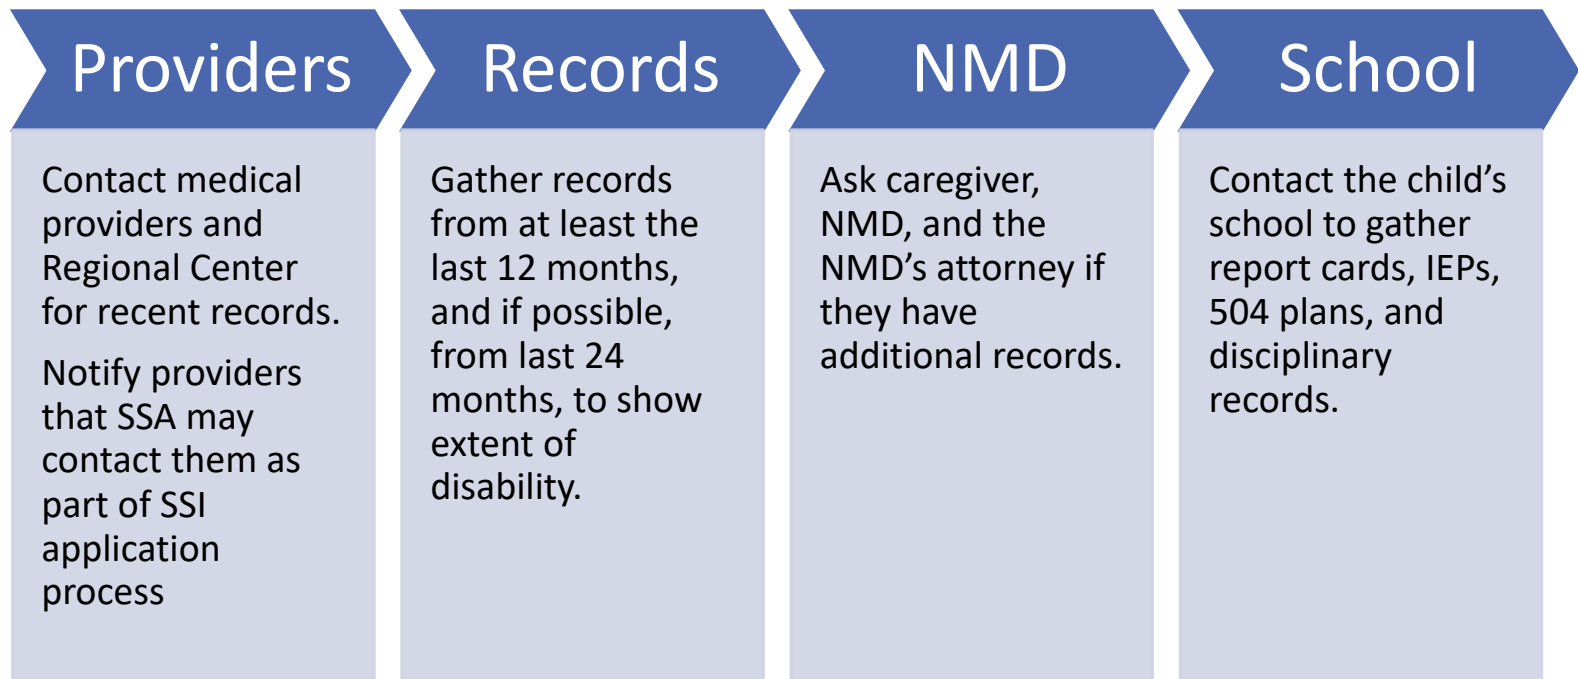 Providers
Contact medical
providers and
Regional Center
for recent records.
Notify providers
that SSA may
contact them as
part of SSI
application
process
Records
Gather records
from at least the
last 12 months,
and if possible,
from last 24
months, to show
extent of
disability.
NMD
Ask caregiver,
NMD, and the
NMD’s attorney if
they have
additional records.
School
Contact the child’s
school to gather
report cards, IEPs,
504 plans, and
disciplinary
records.